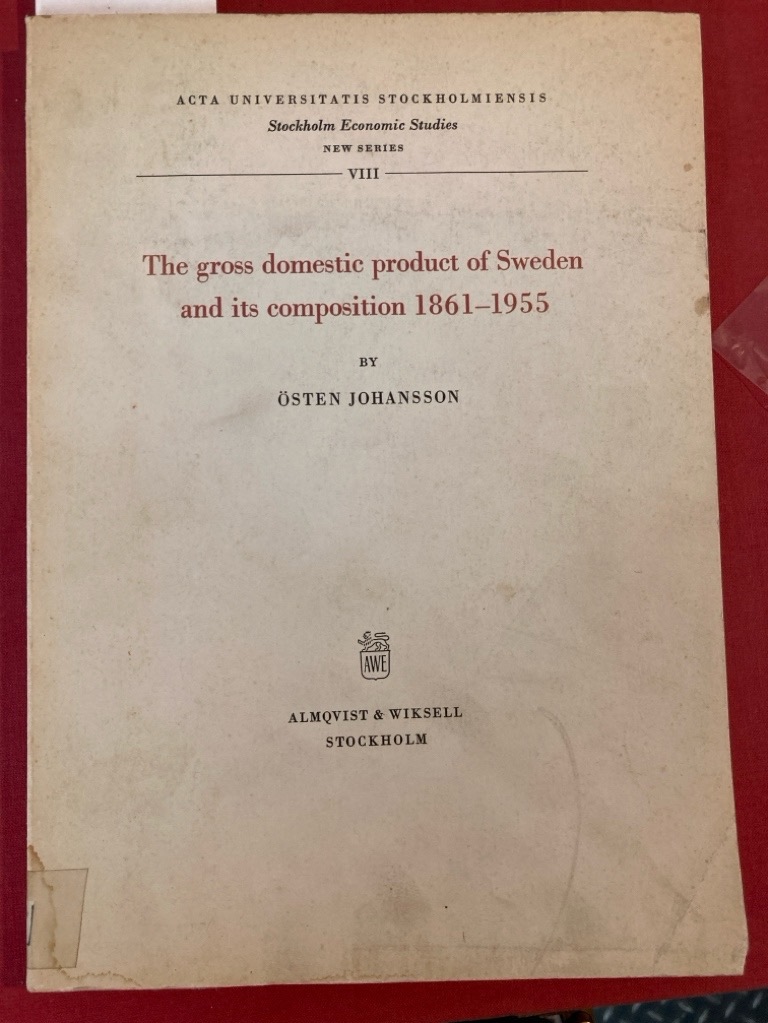 ACTA UNIVERSITATIS STOCKHOLMIENSIS
Stockholm Economic Studies
NEW SERIES
VIII
The gross domestic product of Sweden
and its composition 1861–1955
BY
ÖSTEN JOHANSSON
AWE
ALMQVIST & WIKSELL
STOCKHOLM